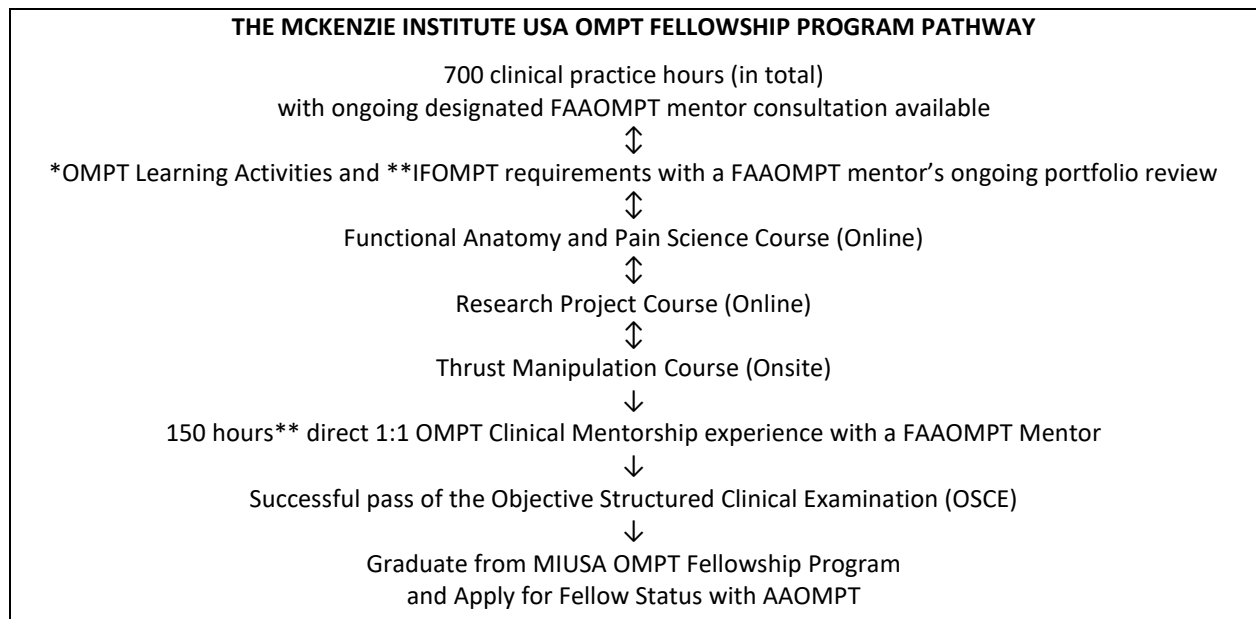 THE MCKENZIE INSTITUTE USA OMPT FELLOWSHIP PROGRAM PATHWAY
700 clinical practice hours (in total)
with ongoing designated FAAOMPT mentor consultation available
↕
*OMPT Learning Activities and **IFOMPT requirements with a FAAOMPT mentor's ongoing portfolio review
↕
Functional Anatomy and Pain Science Course (Online)
↕
Research Project Course (Online)
↕
Thrust Manipulation Course (Onsite)
↓
150 hours** direct 1:1 OMPT Clinical Mentorship experience with a FAAOMPT Mentor
↓
Successful pass of the Objective Structured Clinical Examination (OSCE)
↓
Graduate from MIUSA OMPT Fellowship Program
and Apply for Fellow Status with AAOMPT